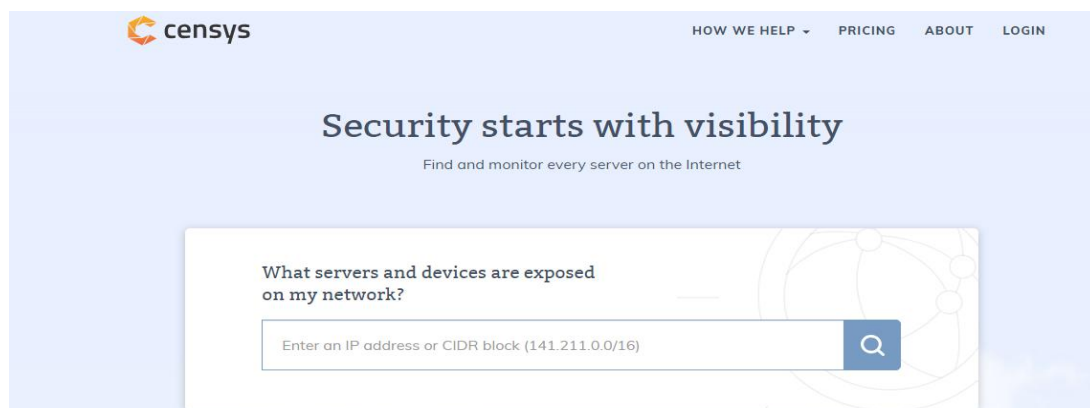 censys
HOW WE HELP PRICING ABOUT LOGIN
Security starts with visibility
Find and monitor every server on the Internet
What servers and devices are exposed
on my network?
Enter an IP address or CIDR block (141.211.0.0/16)